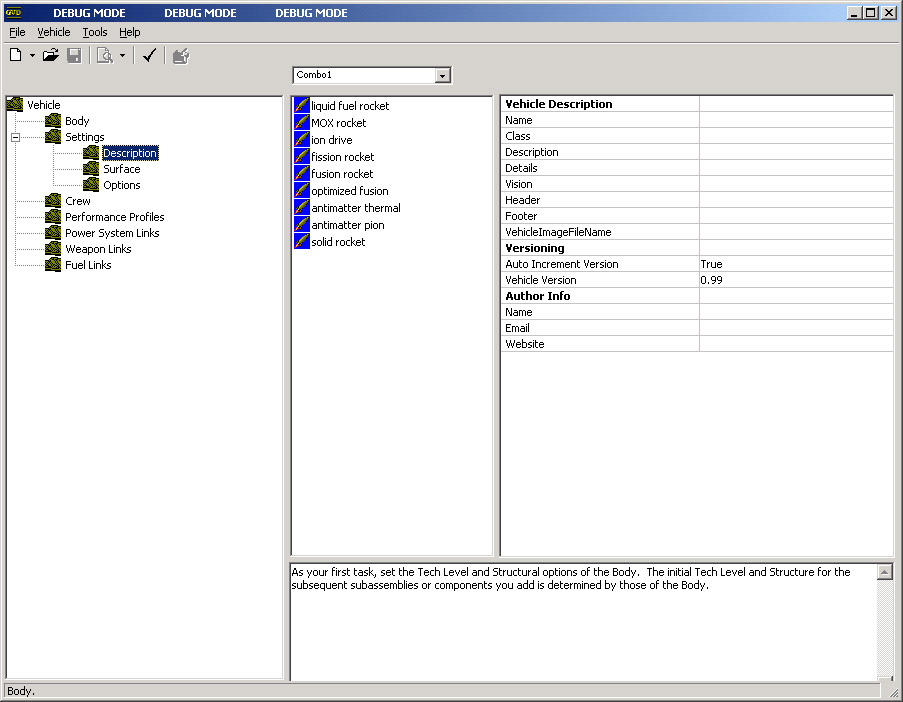 GVD DEBUG MODE DEBUG MODE DEBUG MODE
File Vehicle Tools Help
Combo1
Vehicle
Body
Settings
Description
Surface
Options
Crew
Performance Profiles
Power System Links
Weapon Links
Fuel Links
liquid fuel rocket
MOX rocket
ion drive
fission rocket
fusion rocket
optimized fusion
antimatter thermal
antimatter pion
solid rocket
Vehicle Description
Name
Class
Description
Details
Vision
Header
Footer
VehicleImageFileName
Versioning
Auto Increment Version True
Vehicle Version 0.99
Author Info
Name
Email
Website
As your first task, set the Tech Level and Structural options of the Body.  The initial Tech Level and Structure for the
subsequent subassemblies or components you add is determined by those of the Body.
Body.